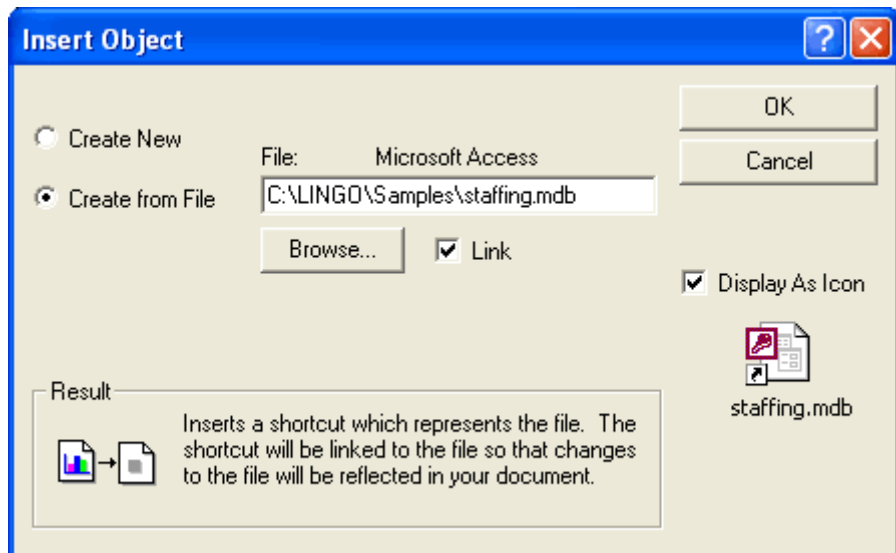 Insert Object
Create New
Create from File
File: Microsoft Access
C:\LINGO\Samples\staffing.mdb
Browse...
Link
OK
Cancel
Display As Icon
staffing.mdb
Result
Inserts a shortcut which represents the file. The
shortcut will be linked to the file so that changes
to the file will be reflected in your document.